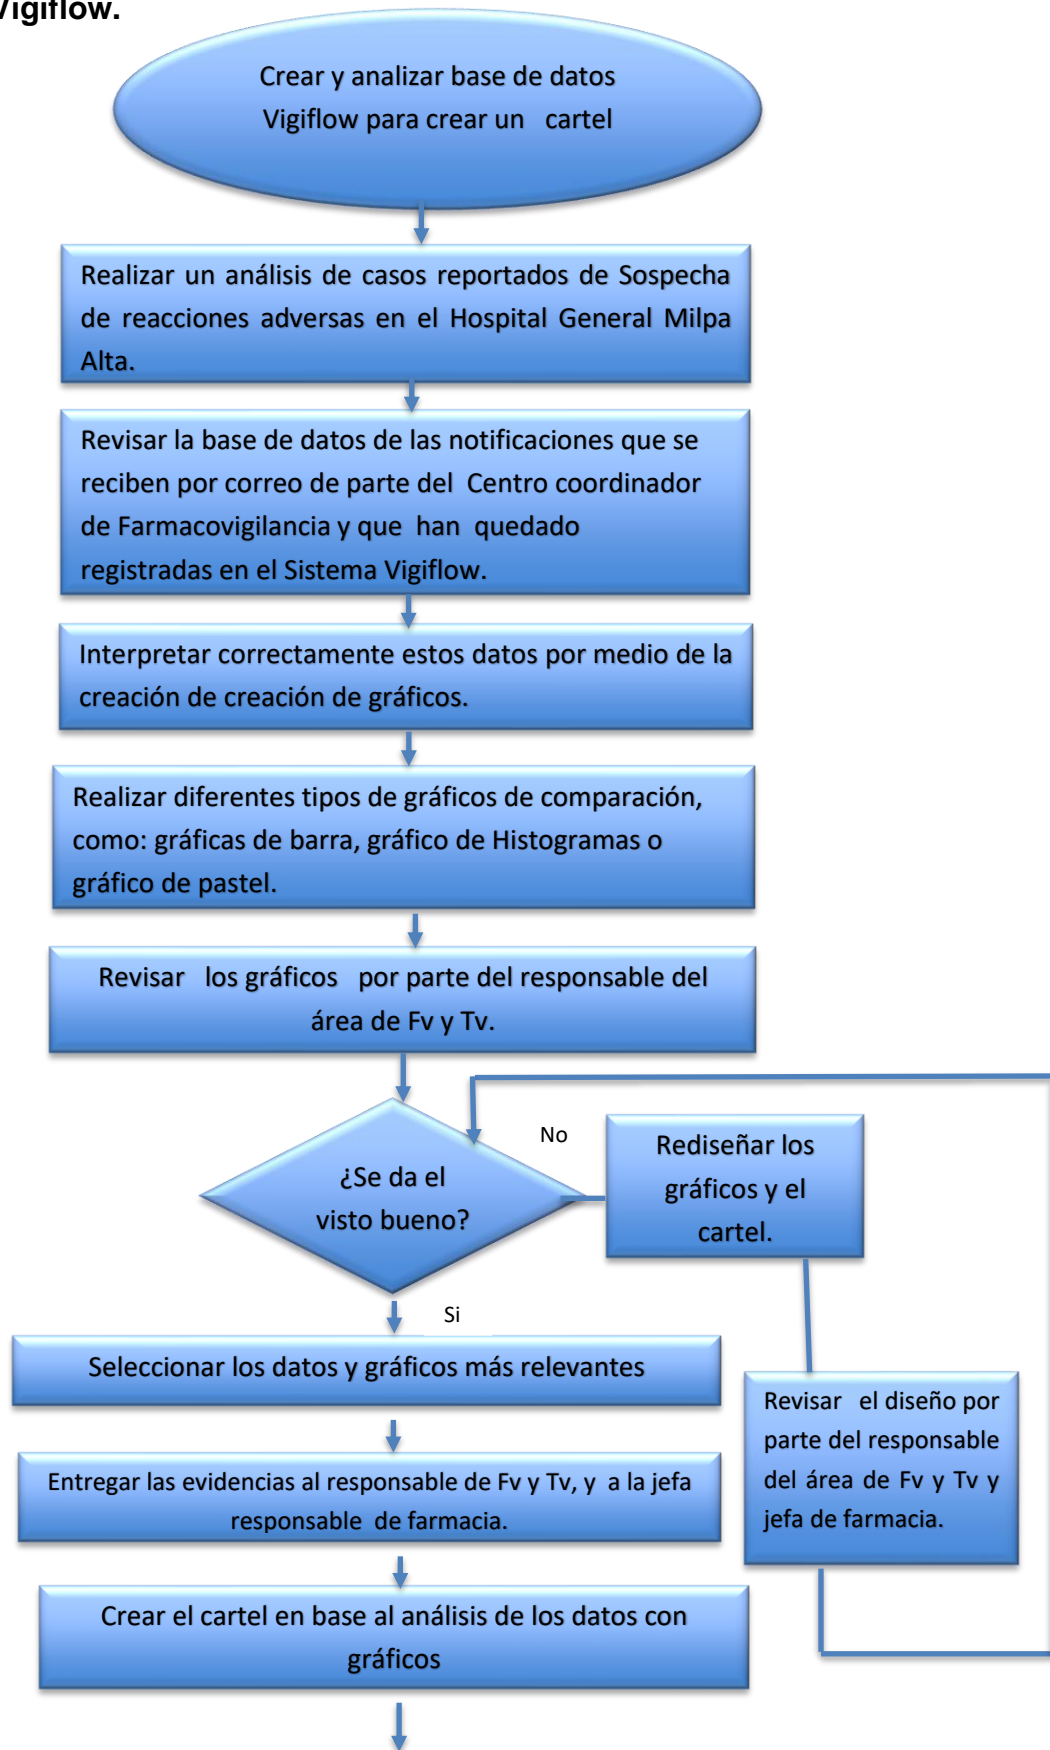 Vigiflow.
Crear y analizar base de datos
Vigiflow para crear un cartel
Realizar un análisis de casos reportados de Sospecha
de reacciones adversas en el Hospital General Milpa
Alta.
Revisar la base de datos de las notificaciones que se
reciben por correo de parte del Centro coordinador
de Farmacovigilancia y que han quedado
registradas en el Sistema Vigiflow.
Interpretar correctamente estos datos por medio de la
creación de creación de gráficos.
Realizar diferentes tipos de gráficos de comparación,
como: gráficas de barra, gráfico de Histogramas o
gráfico de pastel.
Revisar los gráficos por parte del responsable del
área de Fv y Tv.
¿Se da el
visto bueno?
No
Rediseñar los
gráficos y el
cartel.
Si
Seleccionar los datos y gráficos más relevantes
Revisar el diseño por
parte del responsable
del área de Fv y Tv y
jefa de farmacia.
Entregar las evidencias al responsable de Fv y Tv, y a la jefa
responsable de farmacia.
Crear el cartel en base al análisis de los datos con
gráficos